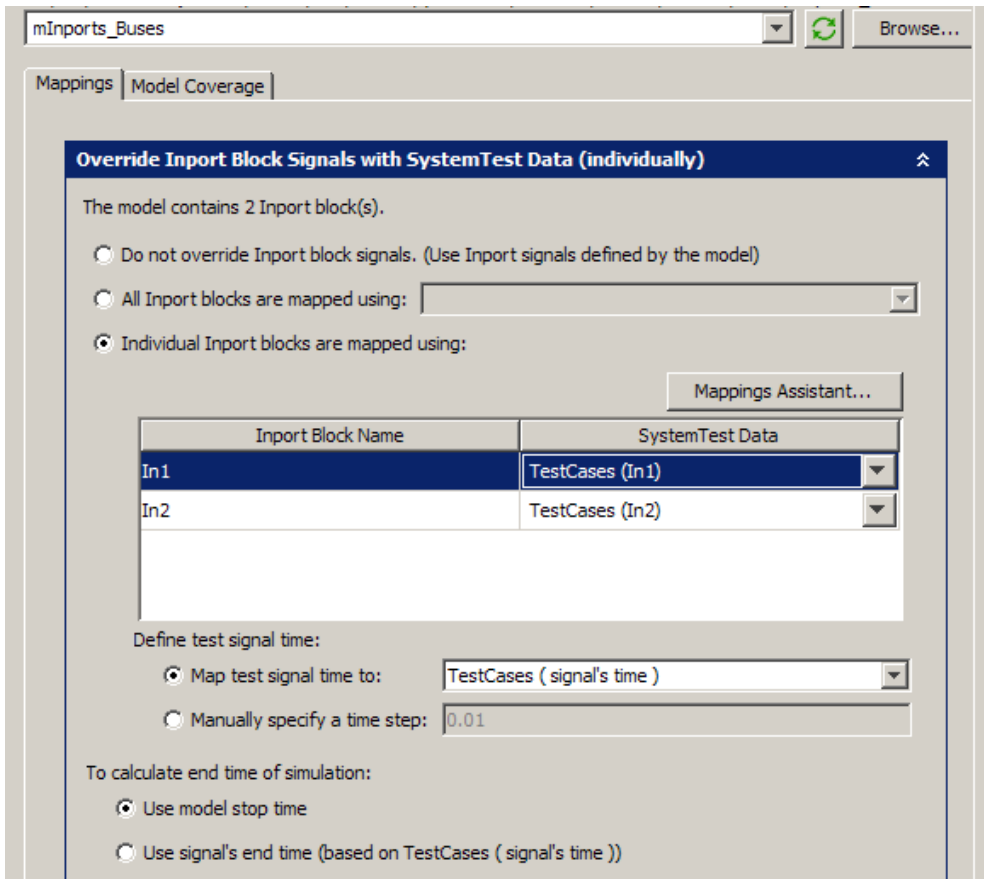 mInports_Buses
Browse...
Mappings
Model Coverage
Override Inport Block Signals with SystemTest Data (individually)
The model contains 2 Inport block(s).
Do not override Inport block signals. (Use Inport signals defined by the model)
All Inport blocks are mapped using:
Individual Inport blocks are mapped using:
Mappings Assistant...
Inport Block Name SystemTest Data
In1 TestCases (In1)
In2 TestCases (In2)
Define test signal time:
Map test signal time to: TestCases ( signal's time )
Manually specify a time step: 0.01
To calculate end time of simulation:
Use model stop time
Use signal's end time (based on TestCases ( signal's time ))